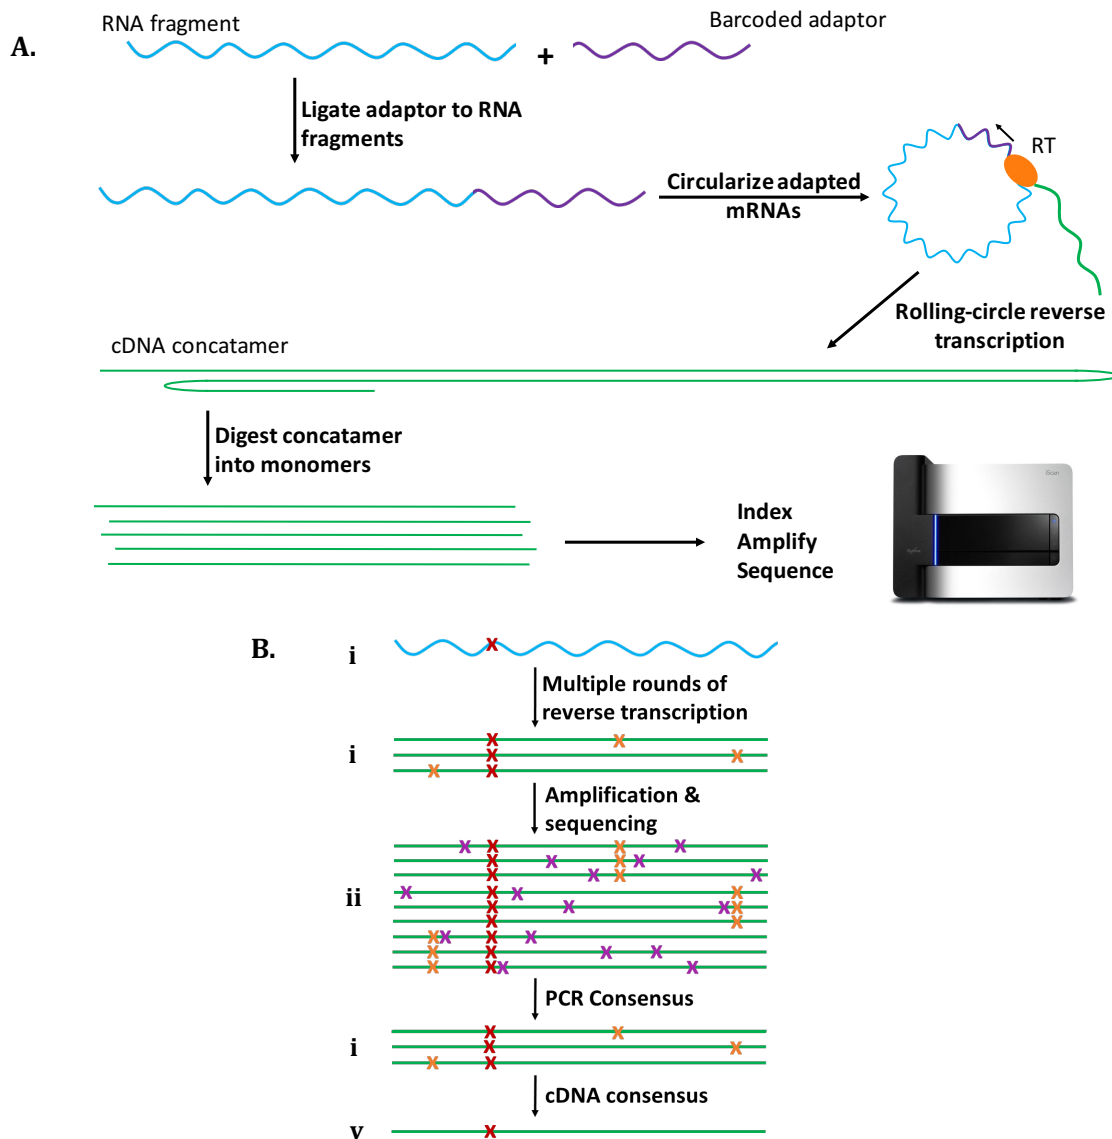 A.
RNA fragment
+
Barcoded adaptor
Ligate adaptor to RNA
fragments
Circularize adapted
mRNAs
RT
Rolling-circle reverse
transcription
cDNA concatamer
Digest concatamer
into monomers
Index
Amplify
Sequence
iScan
B.
i
Multiple rounds of
reverse transcription
i
Amplification &
sequencing
ii
PCR Consensus
i
cDNA consensus
v